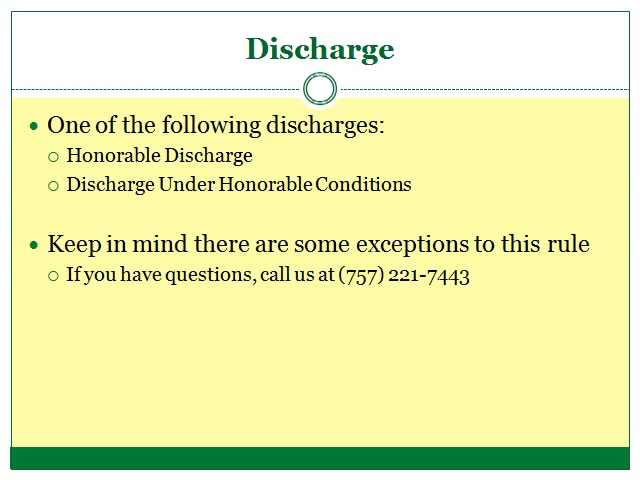 Discharge
One of the following discharges:
Honorable Discharge
Discharge Under Honorable Conditions
Keep in mind there are some exceptions to this rule
If you have questions, call us at (757) 221-7443